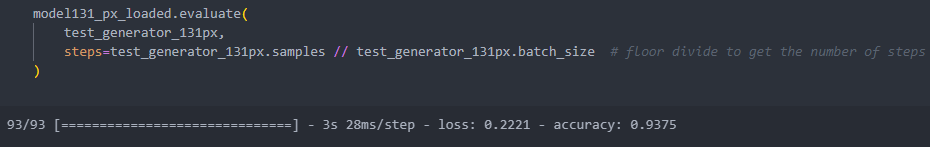 model131_px_loaded.evaluate(
    test_generator_131px,
    steps=test_generator_131px.samples // test_generator_131px.batch_size  # floor divide to get the number of steps
)
93/93 [==============================] - 3s 28ms/step - loss: 0.2221 - accuracy: 0.9375